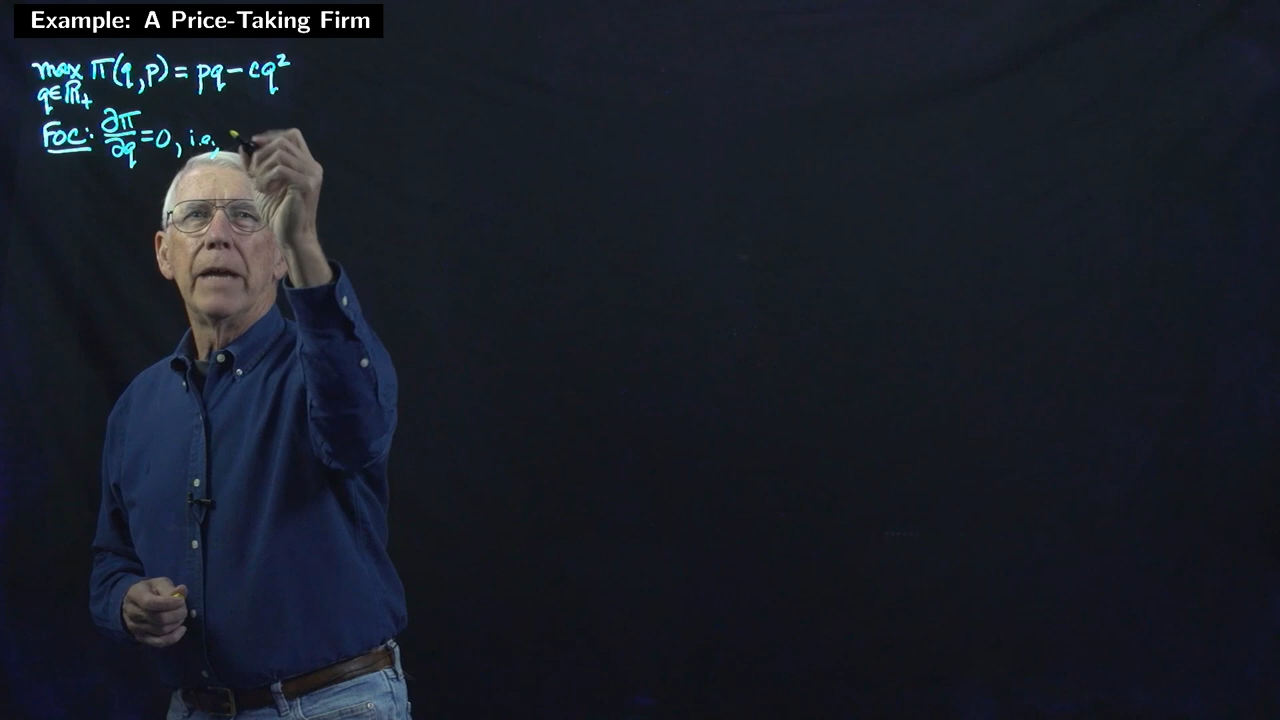 Example: A Price-Taking Firm
max π(q,p) = pq − cq²
q∈ℝ₊
FOC: ∂π/∂q = 0, i.e.,